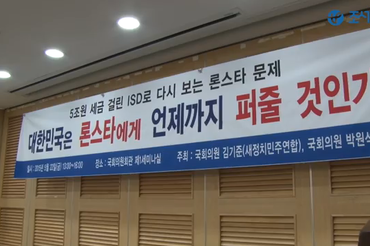 5조원 세금 걸린 ISD로 다시 보는 론스타 문제
대한민국은 론스타에게 언제까지 퍼줄 것인가
장소 : 국회의원회관 제1세미나실
주최 : 국회의원 김기준(새정치민주연합), 국회의원 박원석